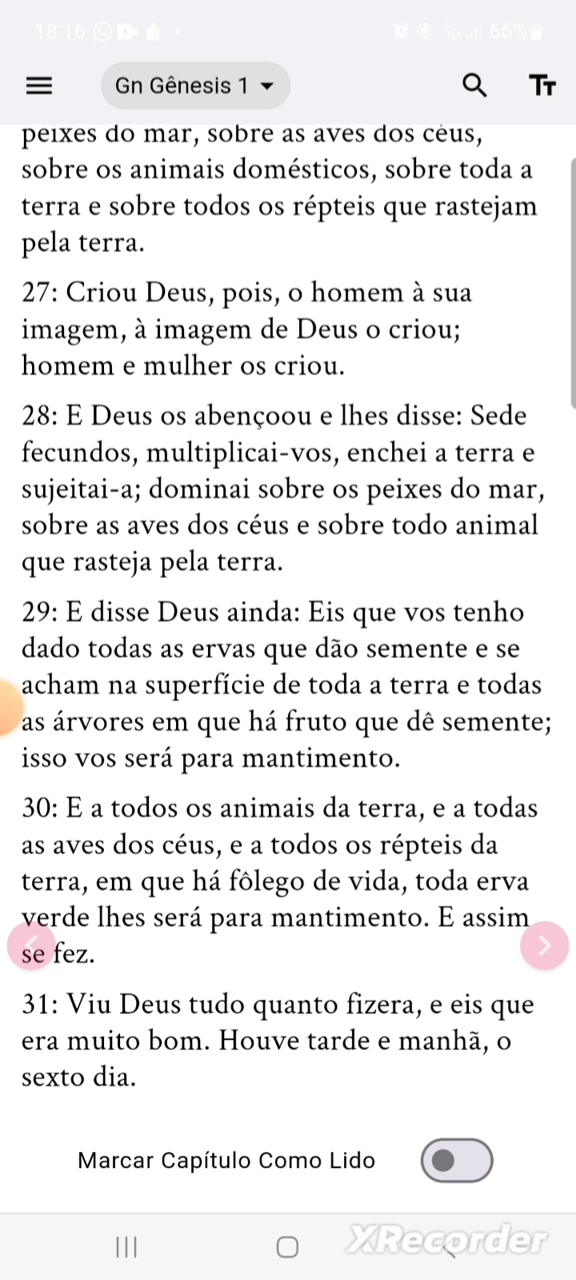 18:16
66%
Gn Gênesis 1
TT
peixes do mar, sobre as aves dos céus,
sobre os animais domésticos, sobre toda a
terra e sobre todos os répteis que rastejam
pela terra.
27: Criou Deus, pois, o homem à sua
imagem, à imagem de Deus o criou;
homem e mulher os criou.
28: E Deus os abençoou e lhes disse: Sede
fecundos, multiplicai-vos, enchei a terra e
sujeitai-a; dominai sobre os peixes do mar,
sobre as aves dos céus e sobre todo animal
que rasteja pela terra.
29: E disse Deus ainda: Eis que vos tenho
dado todas as ervas que dão semente e se
acham na superfície de toda a terra e todas
as árvores em que há fruto que dê semente;
isso vos será para mantimento.
30: E a todos os animais da terra, e a todas
as aves dos céus, e a todos os répteis da
terra, em que há fôlego de vida, toda erva
verde lhes será para mantimento. E assim
se fez.
31: Viu Deus tudo quanto fizera, e eis que
era muito bom. Houve tarde e manhã, o
sexto dia.
Marcar Capítulo Como Lido
XRecorder